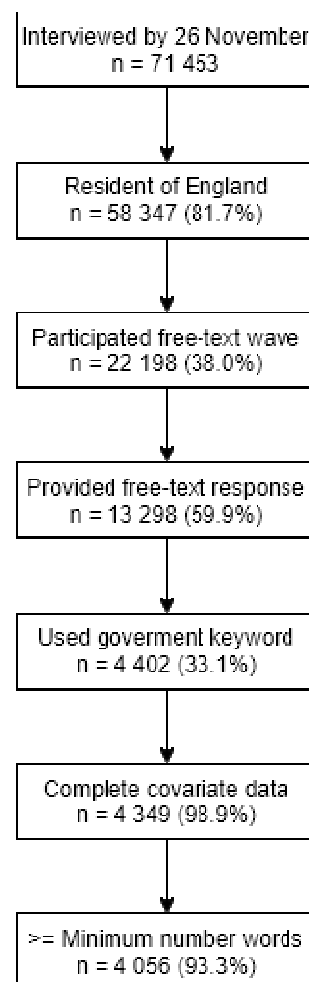 Interviewed by 26 November
n = 71 453
Resident of England
n = 58 347 (81.7%)
Participated free-text wave
n = 22 198 (38.0%)
Provided free-text response
n = 13 298 (59.9%)
Used goverment keyword
n = 4 402 (33.1%)
Complete covariate data
n = 4 349 (98.9%)
>= Minimum number words
n = 4 056 (93.3%)